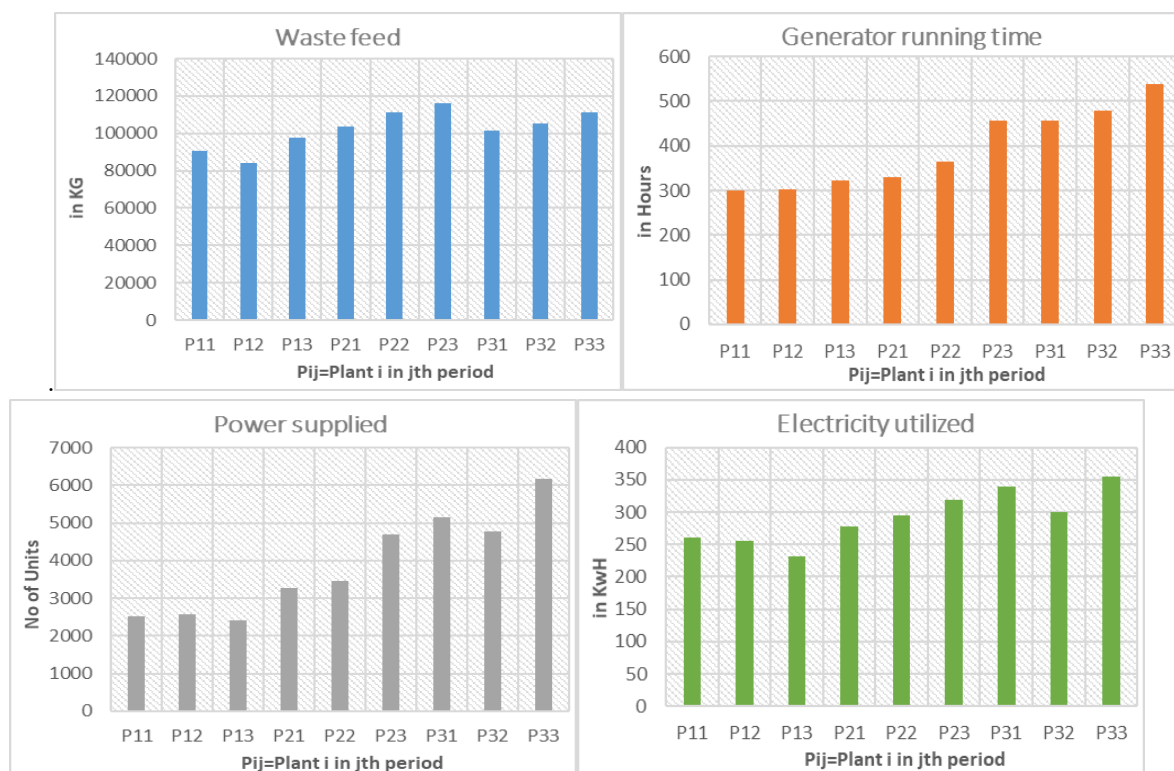 Waste feed
140000
120000
100000
80000
60000
40000
20000
0
in KG
P11 P12 P13 P21 P22 P23 P31 P32 P33
Pij=Plant i in jth period
Generator running time
600
500
400
300
200
100
0
in Hours
P11 P12 P13 P21 P22 P23 P31 P32 P33
Pij=Plant i in jth period
.
Power supplied
7000
6000
5000
4000
3000
2000
1000
0
No of Units
P11 P12 P13 P21 P22 P23 P31 P32 P33
Pij=Plant i in jth period
Electricity utilized
400
350
300
250
200
150
100
50
0
in KwH
P11 P12 P13 P21 P22 P23 P31 P32 P33
Pij=Plant i in jth period